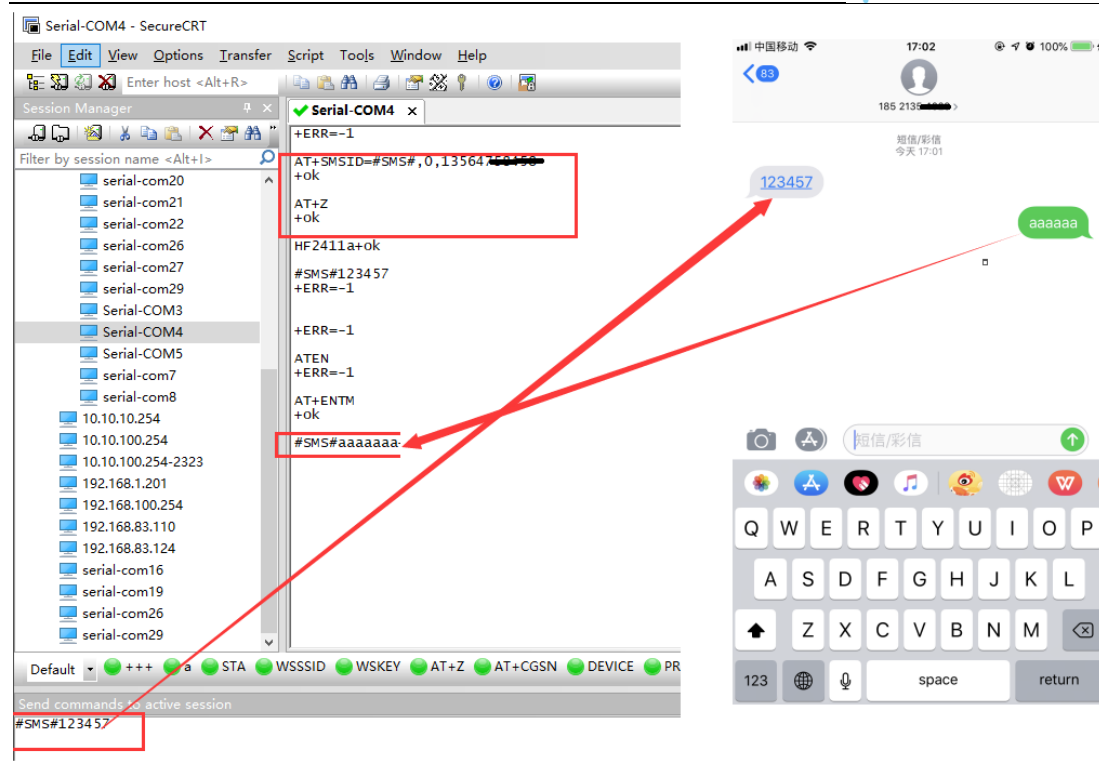 Serial-COM4 - SecureCRT
File Edit View Options Transfer Script Tools Window Help
Enter host <Alt+R>
Session Manager
Serial-COM4
Filter by session name <Alt+I>
serial-com20
serial-com21
serial-com22
serial-com26
serial-com27
serial-com29
Serial-COM3
Serial-COM4
Serial-COM5
serial-com7
serial-com8
10.10.10.254
10.10.100.254
10.10.100.254-2323
192.168.1.201
192.168.100.254
192.168.83.110
192.168.83.124
serial-com16
serial-com19
serial-com26
serial-com29
+ERR=-1
AT+SMSID=#SMS#,0,13564
+ok
AT+Z
+ok
HF2411a+ok
#SMS#123457
+ERR=-1
+ERR=-1
ATEN
+ERR=-1
AT+ENTM
+ok
#SMS#aaaaaaa
Default +++ a STA WSSSID WSKEY AT+Z AT+CGSN DEVICE PR
Send commands to active session
#SMS#123457
中国移动 17:02 100%
83
185 2135
短信/彩信
今天 17:01
123457
aaaaaa
短信/彩信
Q W E R T Y U I O P
A S D F G H J K L
Z X C V B N M
123 space return